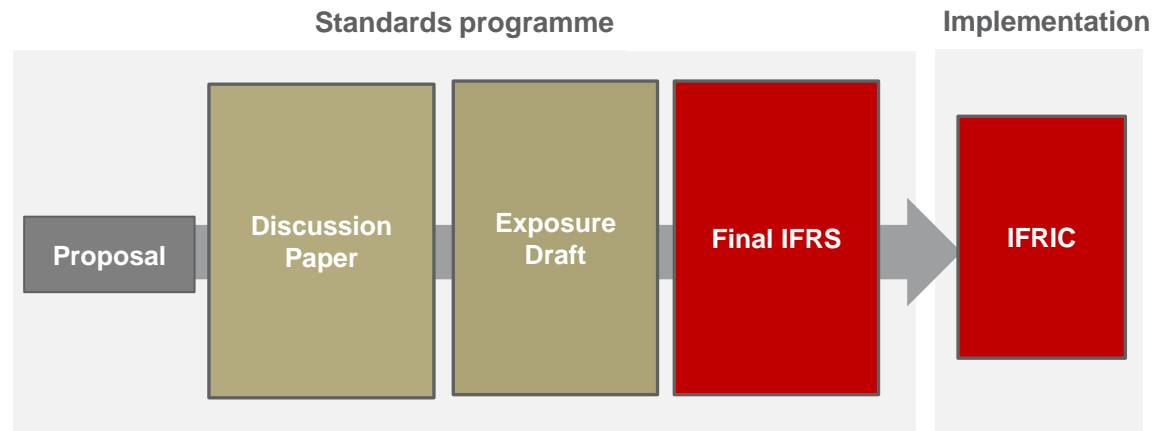 Standards programme
Implementation
Proposal
Discussion
Paper
Exposure
Draft
Final IFRS
IFRIC